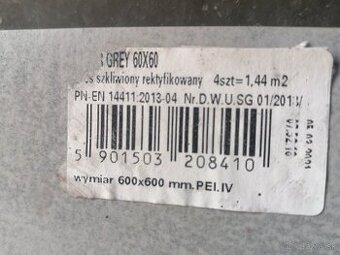 GREY 60X60
szkliwiony rektyfikowany 4szt=1,44 m2
PN-EN 14411:2013-04 Nr.D.W.U.SG 01/2013/
5 901503 208410
wymiar 600x600 mm.PEI.IV